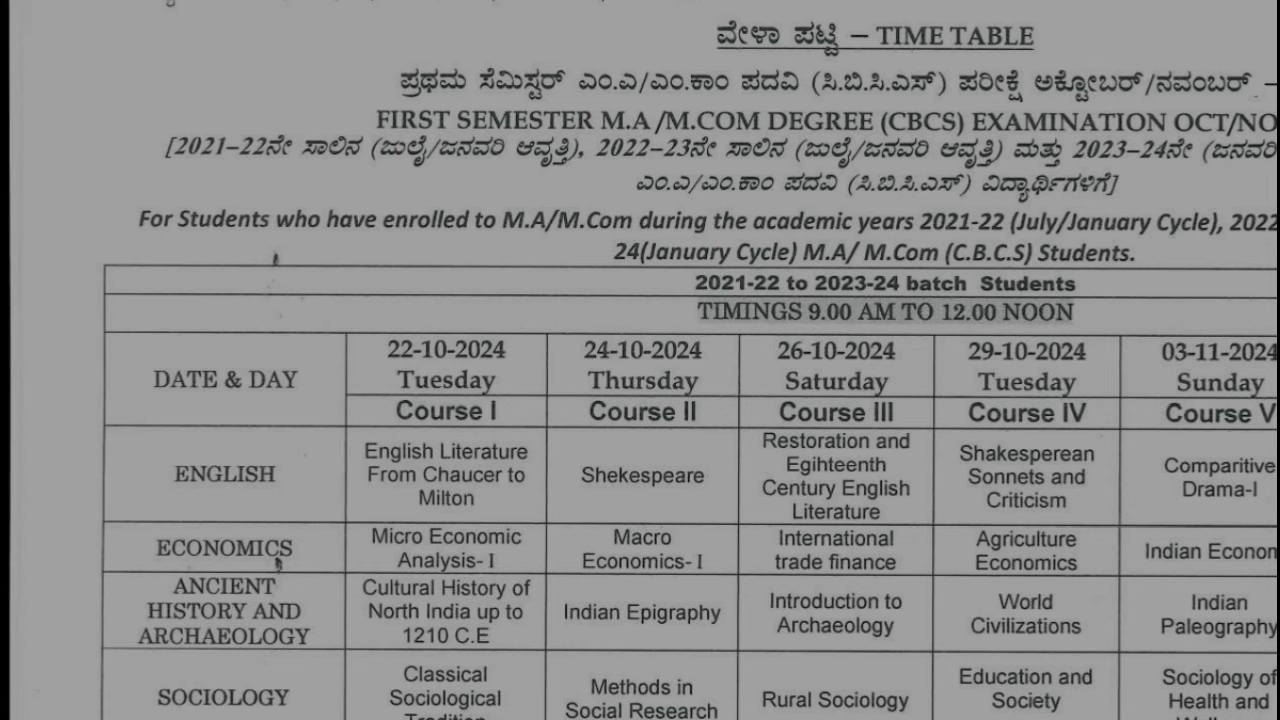 ವೇಳಾ ಪಟ್ಟಿ – TIME TABLE
ಪ್ರಥಮ ಸೆಮಿಸ್ಟರ್ ಎಂ.ಎ/ಎಂ.ಕಾಂ ಪದವಿ (ಸಿ.ಬಿ.ಸಿ.ಎಸ್) ಪರೀಕ್ಷೆ ಅಕ್ಟೋಬರ್/ನವಂಬರ್ –
FIRST SEMESTER M.A /M.COM DEGREE (CBCS) EXAMINATION OCT/NO
[2021–22ನೇ ಸಾಲಿನ (ಜುಲೈ/ಜನವರಿ ಆವೃತ್ತಿ), 2022–23ನೇ ಸಾಲಿನ (ಜುಲೈ/ಜನವರಿ ಆವೃತ್ತಿ) ಮತ್ತು 2023–24ನೇ (ಜನವರಿ
ಎಂ.ಎ/ಎಂ.ಕಾಂ ಪದವಿ (ಸಿ.ಬಿ.ಸಿ.ಎಸ್) ವಿದ್ಯಾರ್ಥಿಗಳಿಗೆ]
For Students who have enrolled to M.A/M.Com during the academic years 2021-22 (July/January Cycle), 2022
24(January Cycle) M.A/ M.Com (C.B.C.S) Students.
2021-22 to 2023-24 batch Students
TIMINGS 9.00 AM TO 12.00 NOON
DATE & DAY
22-10-2024 Tuesday
24-10-2024 Thursday
26-10-2024 Saturday
29-10-2024 Tuesday
03-11-2024 Sunday
Course I
Course II
Course III
Course IV
Course V
ENGLISH
English Literature
From Chaucer to
Milton
Shekespeare
Restoration and
Egihteenth
Century English
Literature
Shakesperean
Sonnets and
Criticism
Comparitive
Drama-I
ECONOMICS
Micro Economic
Analysis- I
Macro
Economics- I
International
trade finance
Agriculture
Economics
Indian Econom
ANCIENT
HISTORY AND
ARCHAEOLOGY
Cultural History of
North India up to
1210 C.E
Indian Epigraphy
Introduction to
Archaeology
World
Civilizations
Indian
Paleography
SOCIOLOGY
Classical
Sociological
Tradition
Methods in
Social Research
Rural Sociology
Education and
Society
Sociology of
Health and